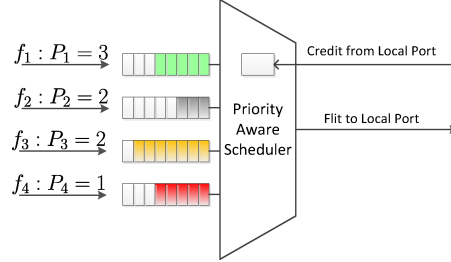 f₁ : P₁ = 3
f₂ : P₂ = 2
f₃ : P₃ = 2
f₄ : P₄ = 1
Priority
Aware
Scheduler
Credit from Local Port
Flit to Local Port